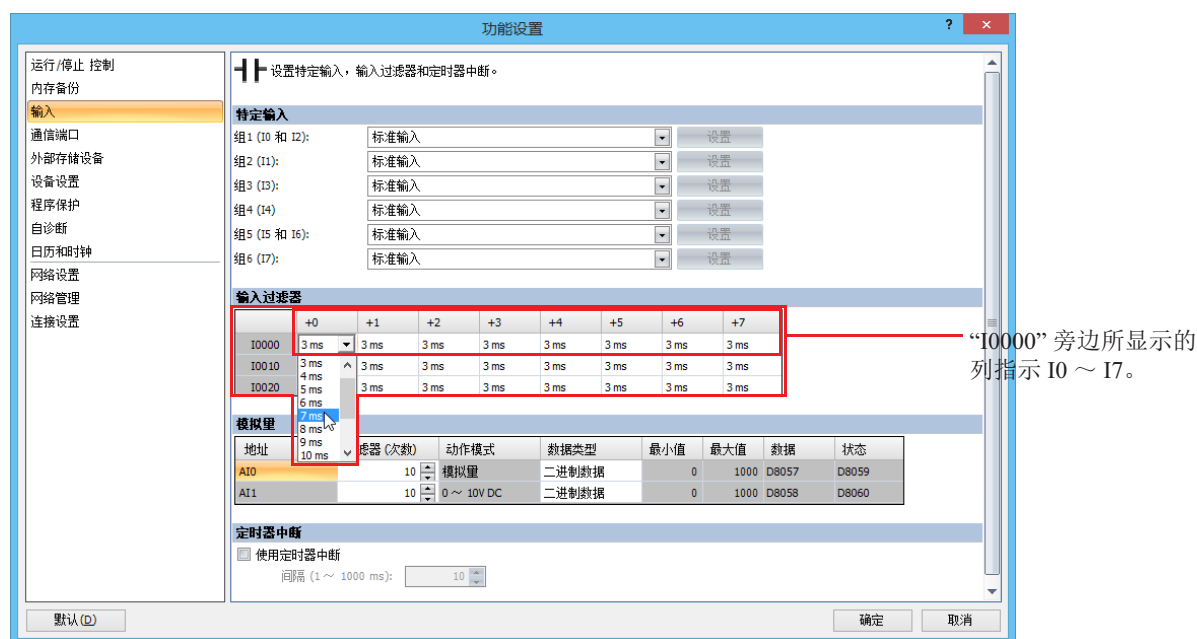 功能设置
?
×
运行/停止 控制
内存备份
输入
通信端口
外部存储设备
设备设置
程序保护
自诊断
日历和时钟
网络设置
网络管理
连接设置
设置特定输入，输入过滤器和定时器中断。
特定输入
组1 (I0 和 I2): 标准输入 设置
组2 (I1): 标准输入 设置
组3 (I3): 标准输入 设置
组4 (I4) 标准输入 设置
组5 (I5 和 I6): 标准输入 设置
组6 (I7): 标准输入 设置
输入过滤器
+0 +1 +2 +3 +4 +5 +6 +7
I0000 3 ms 3 ms 3 ms 3 ms 3 ms 3 ms 3 ms 3 ms
I0010 3 ms 3 ms 3 ms 3 ms 3 ms 3 ms 3 ms
I0020 3 ms 3 ms 3 ms 3 ms 3 ms 3 ms 3 ms
3 ms
4 ms
5 ms
6 ms
7 ms
8 ms
9 ms
10 ms
“I0000” 旁边所显示的
列指示 I0 ～ I7。
模拟量
地址 滤器 (次数) 动作模式 数据类型 最小值 最大值 数据 状态
AI0 10 模拟量 二进制数据 0 1000 D8057 D8059
AI1 10 0 ～ 10V DC 二进制数据 0 1000 D8058 D8060
定时器中断
使用定时器中断
间隔 (1 ～ 1000 ms): 10
默认(D)
确定
取消